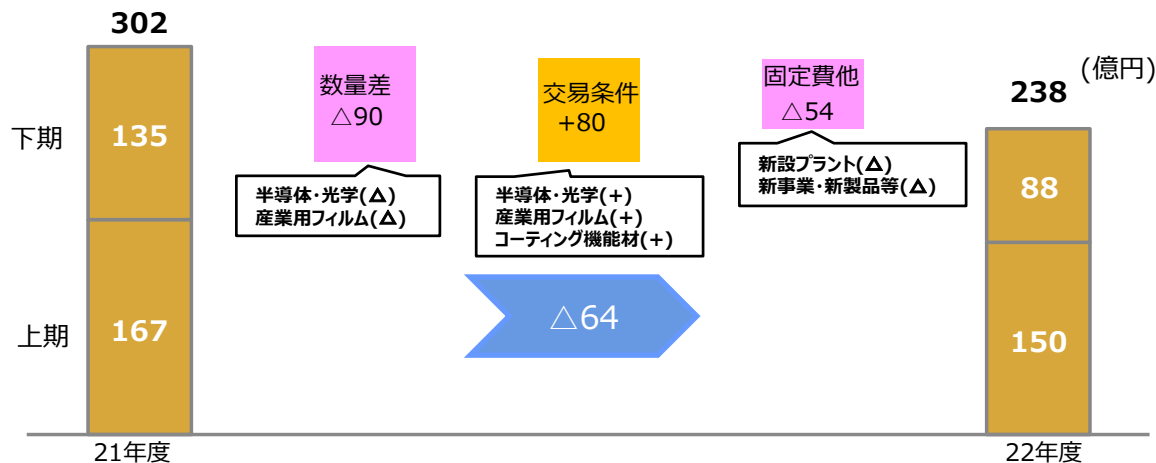 302
(億円)
238
下期
135
88
上期
167
150
数量差
△90
交易条件
+80
固定費他
△54
半導体・光学(△)
産業用フィルム(△)
半導体・光学(+)
産業用フィルム(+)
コーティング機能材(+)
新設プラント(△)
新事業・新製品等(△)
△64
21年度
22年度